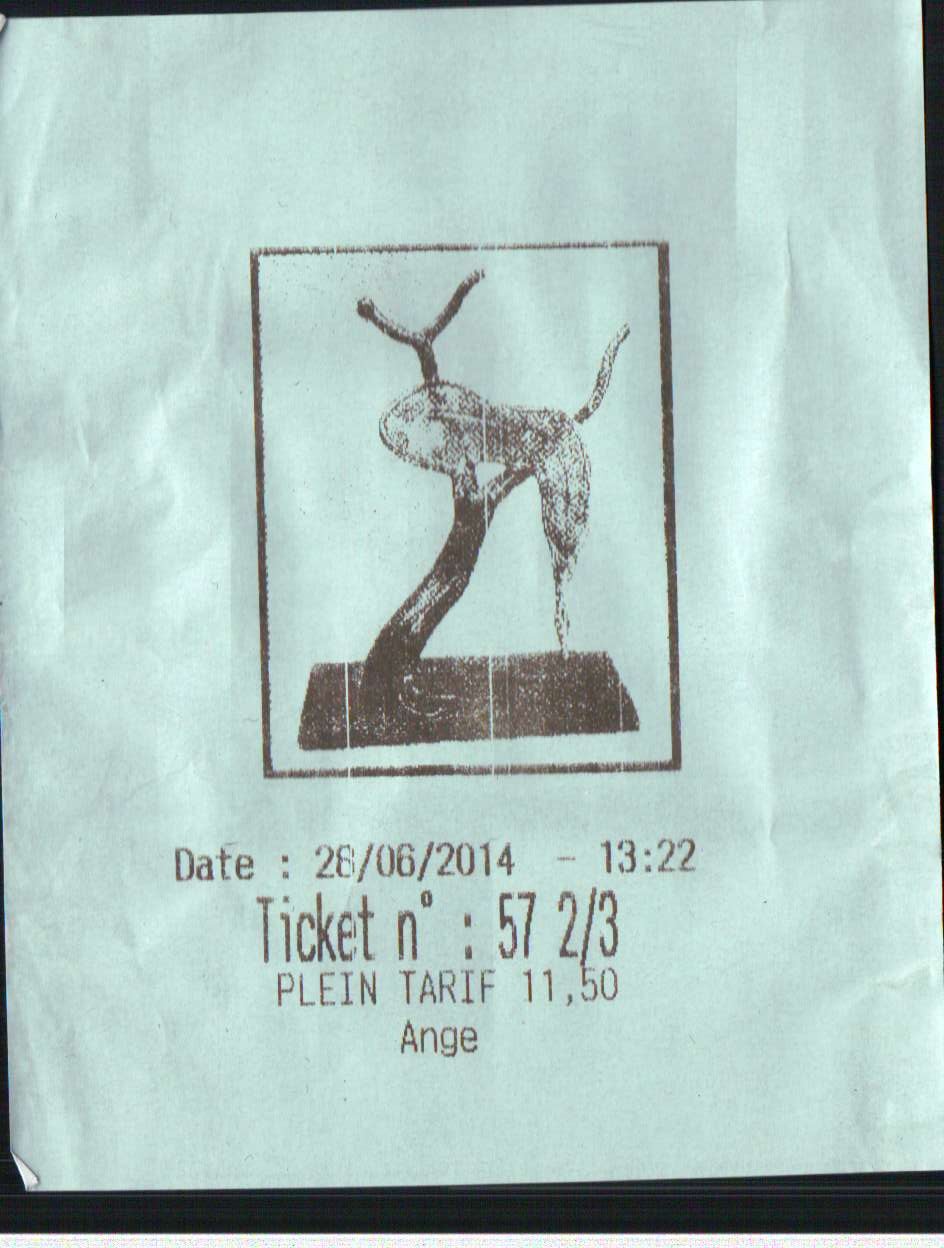 Date : 28/06/2014 - 13:22
Ticket n° : 57 2/3
PLEIN TARIF 11,50
Ange